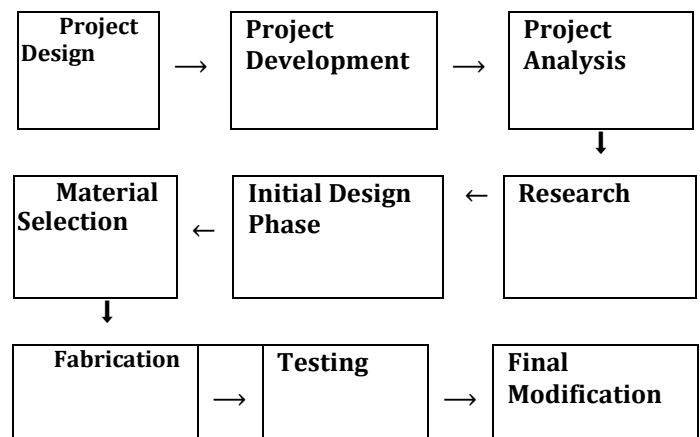 Project
Design
Project
Development
Project
Analysis
Material
Selection
Initial Design
Phase
Research
Fabrication
Testing
Final
Modification